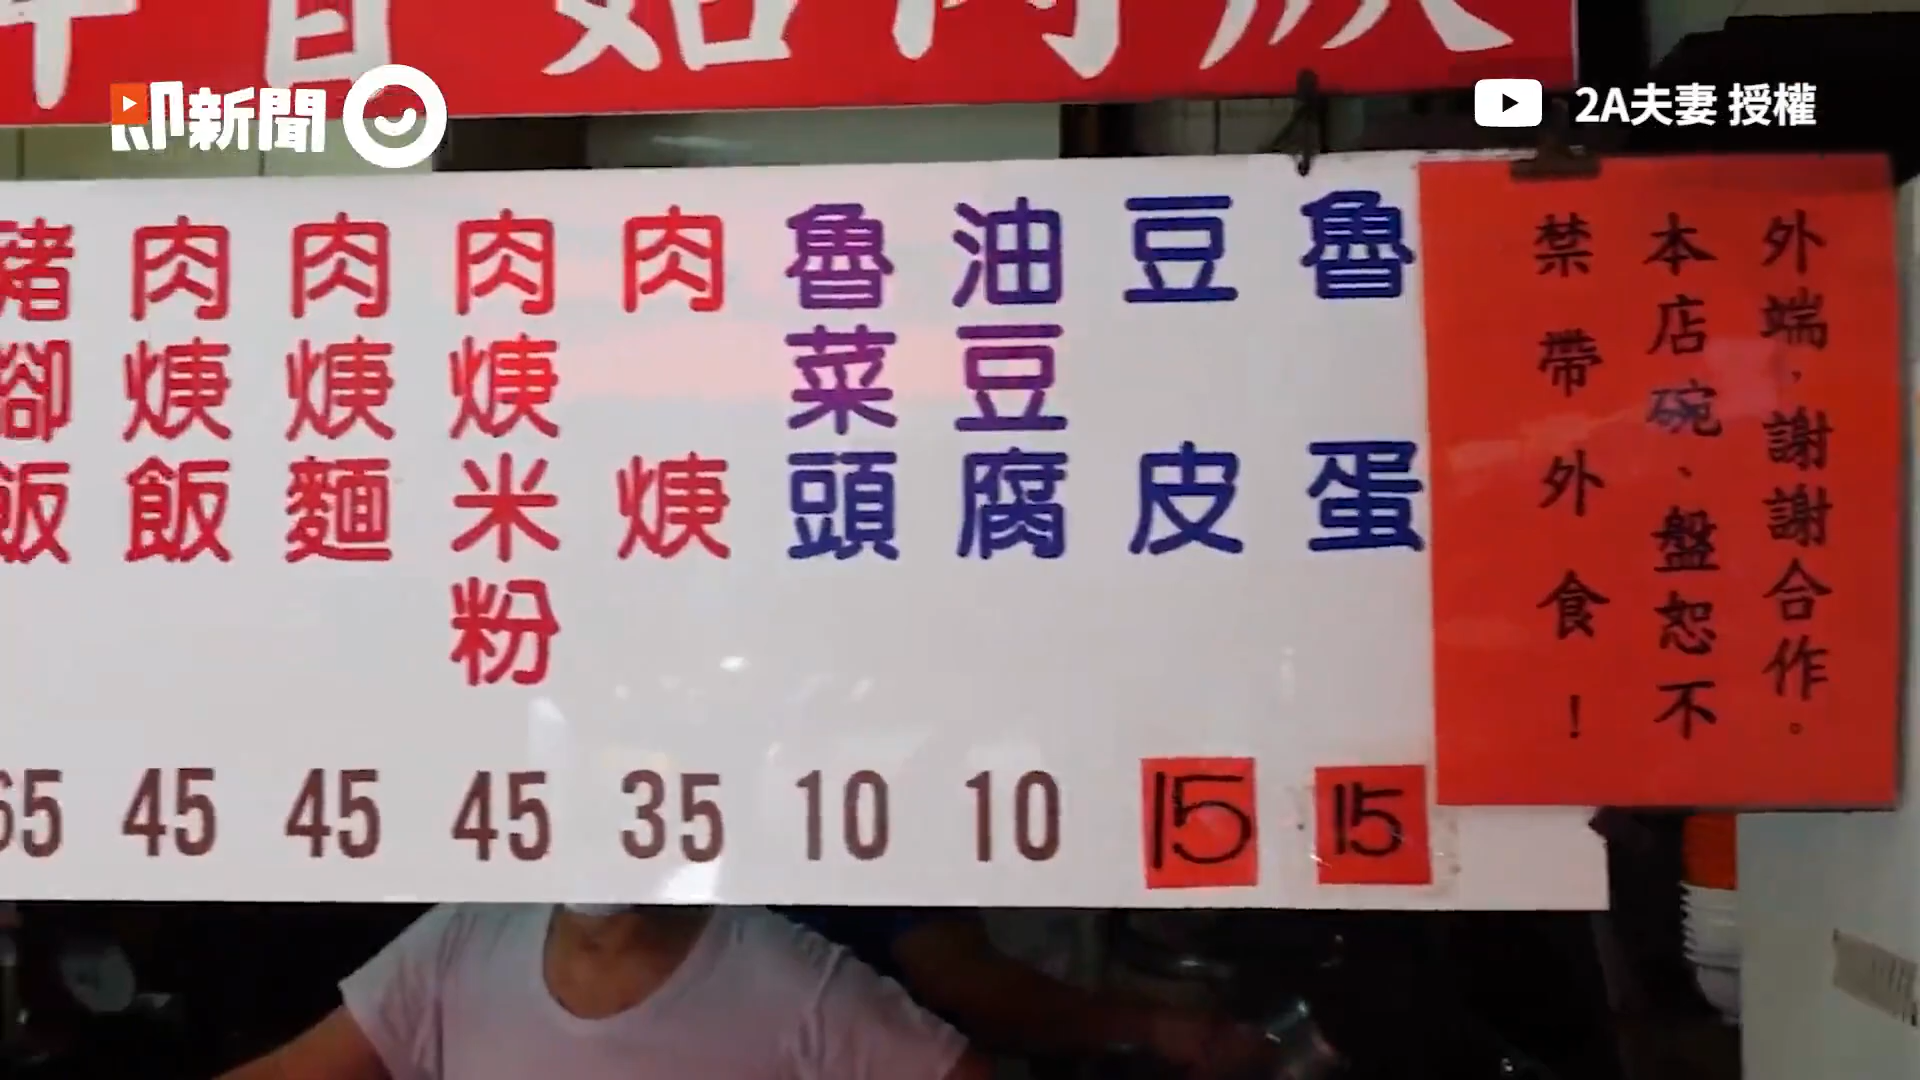 即新聞
2A夫妻 授權
豬腳飯 65
肉焿飯 45
肉焿麵 45
肉焿米粉 45
肉焿 35
魯菜頭 10
油豆腐 10
豆皮 15
魯蛋 15
禁帶外食！
本店碗、盤恕不
外端，謝謝合作。